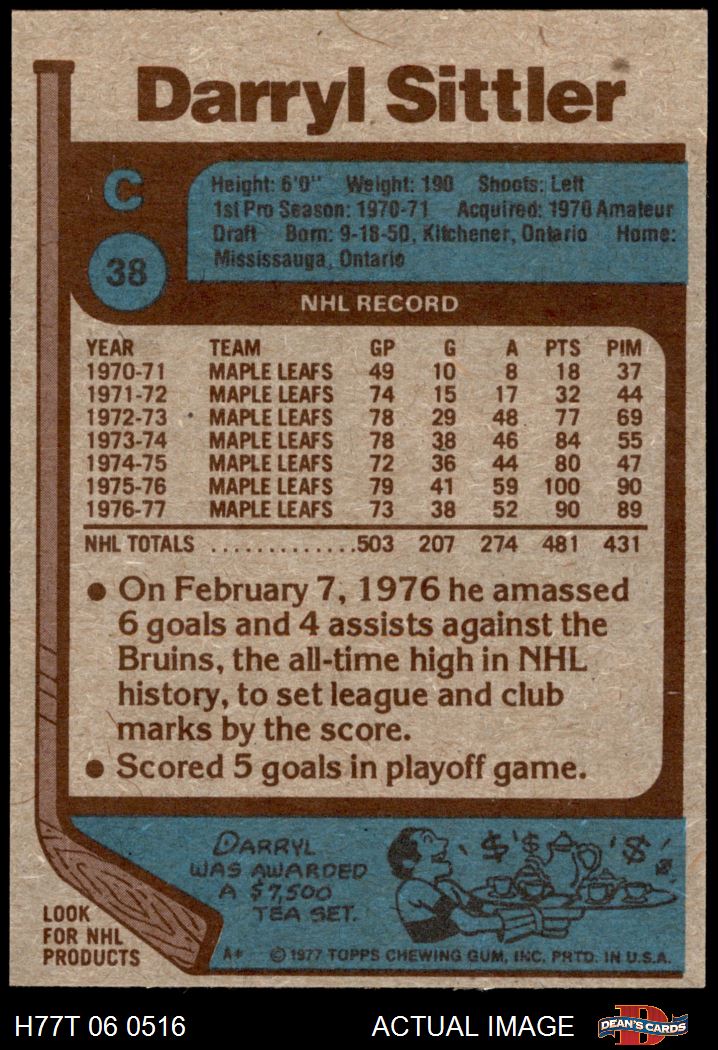 Darryl Sittler
C
38
Height: 6'0" Weight: 190 Shoots: Left
1st Pro Season: 1970-71 Acquired: 1970 Amateur
Draft Born: 9-18-50, Kitchener, Ontario Home:
Mississauga, Ontario
NHL RECORD
YEAR TEAM GP G A PTS PIM
1970-71 MAPLE LEAFS 49 10 8 18 37
1971-72 MAPLE LEAFS 74 15 17 32 44
1972-73 MAPLE LEAFS 78 29 48 77 69
1973-74 MAPLE LEAFS 78 38 46 84 55
1974-75 MAPLE LEAFS 72 36 44 80 47
1975-76 MAPLE LEAFS 79 41 59 100 90
1976-77 MAPLE LEAFS 73 38 52 90 89
NHL TOTALS .............503 207 274 481 431
● On February 7, 1976 he amassed
6 goals and 4 assists against the
Bruins, the all-time high in NHL
history, to set league and club
marks by the score.
● Scored 5 goals in playoff game.
DARRYL
WAS AWARDED
A $7,500
TEA SET.
$ $ $
LOOK
FOR NHL
PRODUCTS
A+ © 1977 TOPPS CHEWING GUM, INC. PRTD. IN U.S.A.
H77T 06 0516 ACTUAL IMAGE
D
DEAN'S CARDS